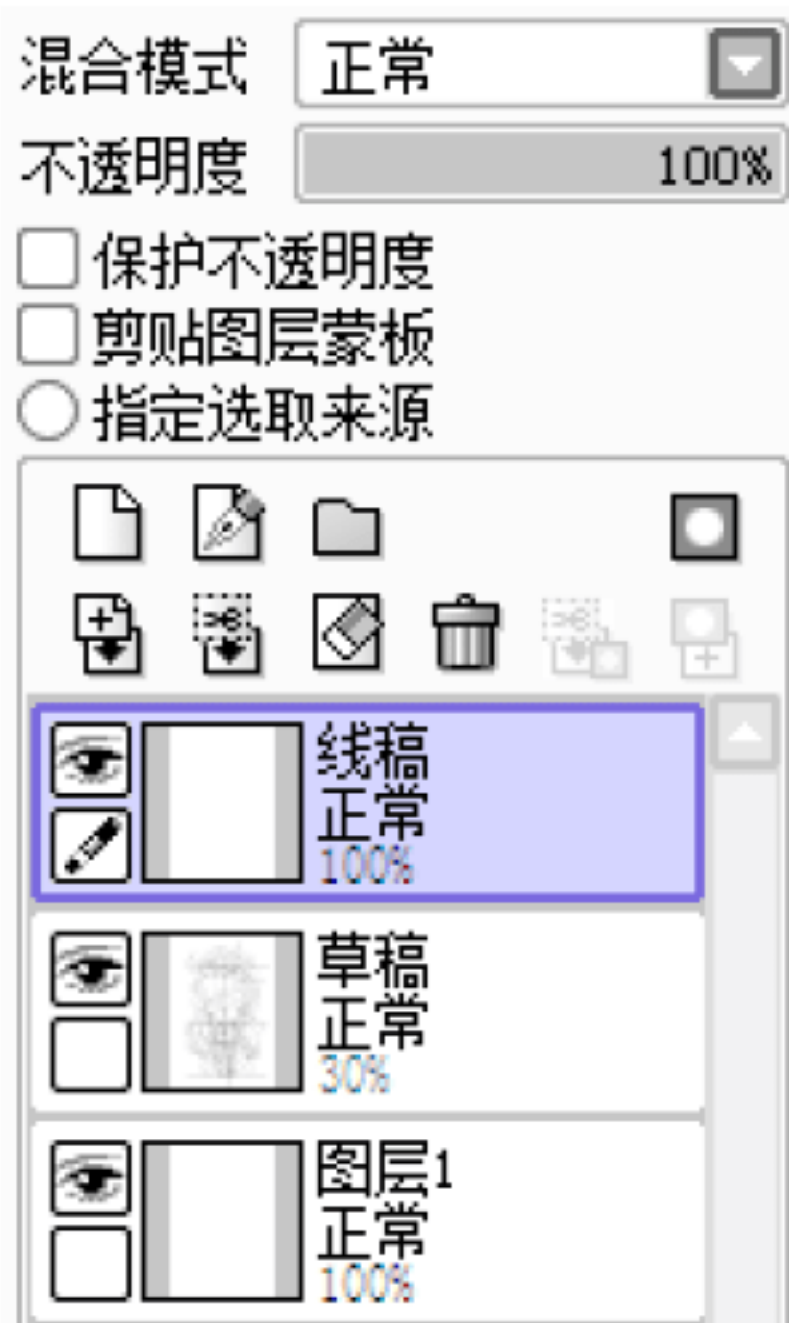 混合模式 正常
不透明度 100%
保护不透明度
剪贴图层蒙板
指定选取来源
线稿
正常
100%
草稿
正常
30%
图层1
正常
100%